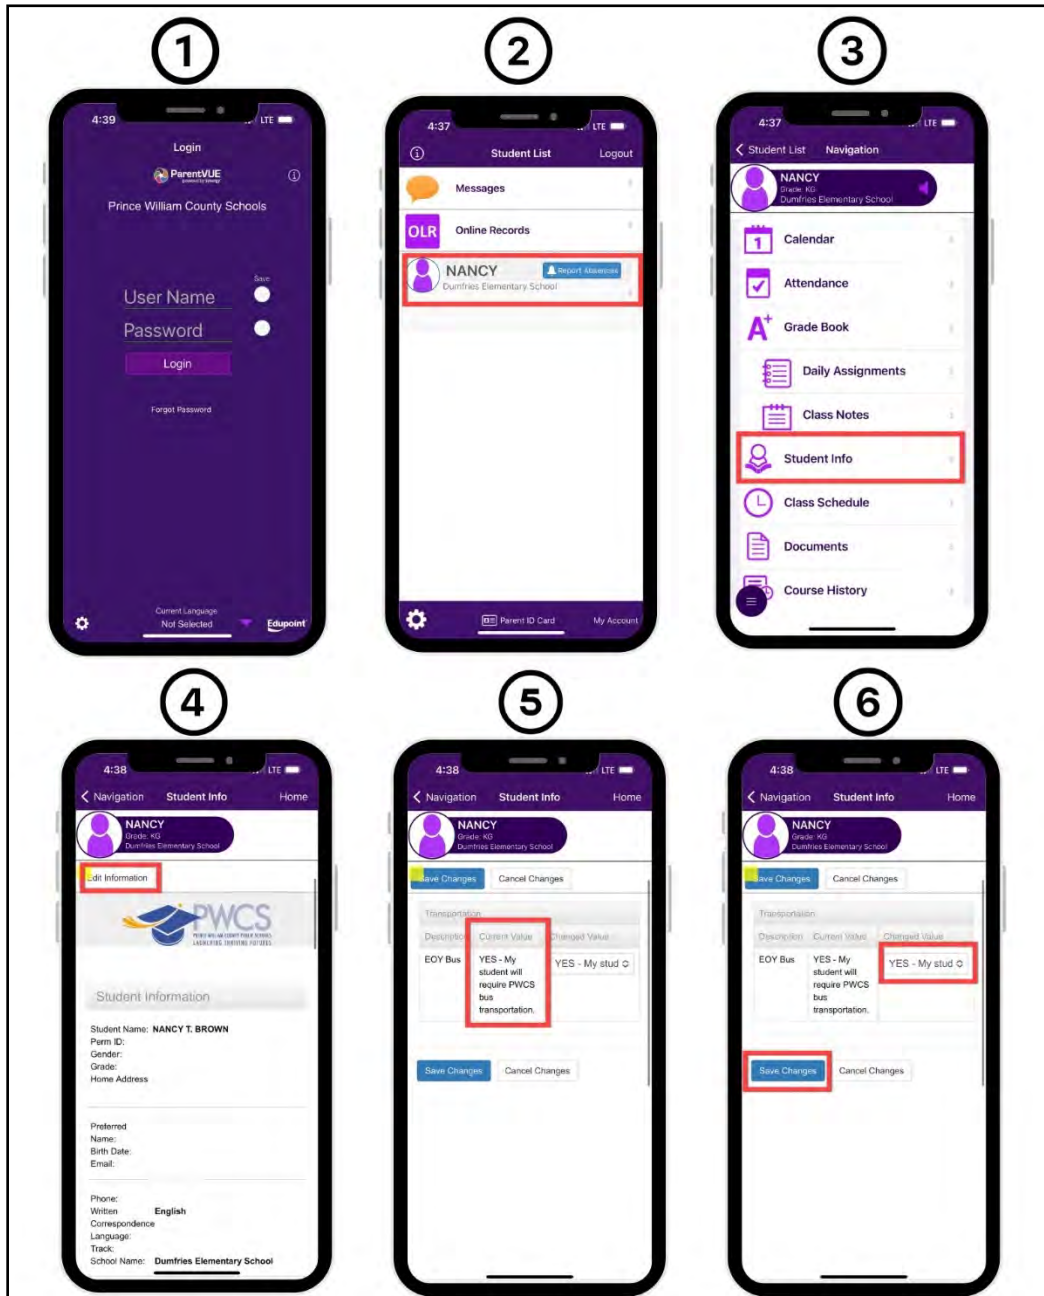 1
2
3
4:39
LTE
Login
ParentVUE
Prince William County Schools
Save
User Name
Password
Login
Forgot Password
Current Language
Not Selected
Edupoint
4:37
LTE
Student List
Logout
Messages
OLR
Online Records
NANCY
Report Absences
Dumfries Elementary School
Parent ID Card
My Account
4:37
LTE
Student List
Navigation
NANCY
Grade: KG
Dumfries Elementary School
1
Calendar
Attendance
A+
Grade Book
Daily Assignments
Class Notes
Student Info
Class Schedule
Documents
Course History
4
5
6
4:38
LTE
Navigation
Student Info
Home
NANCY
Grade: KG
Dumfries Elementary School
Edit Information
PWCS
PRINCE WILLIAM COUNTY PUBLIC SCHOOLS
LAUNCHING THRIVING FUTURES
Student Information
Student Name: NANCY T. BROWN
Perm ID:
Gender:
Grade:
Home Address
Preferred
Name:
Birth Date:
Email:
Phone:
Written English
Correspondence
Language:
Track:
School Name: Dumfries Elementary School
4:38
LTE
Navigation
Student Info
Home
NANCY
Grade: KG
Dumfries Elementary School
Save Changes
Cancel Changes
Transportation
Description Current Value Changed Value
EOY Bus
YES - My
student will
require PWCS
bus
transportation.
YES - My stud
Save Changes
Cancel Changes
4:38
LTE
Navigation
Student Info
Home
NANCY
Grade: KG
Dumfries Elementary School
Save Changes
Cancel Changes
Transportation
Description Current Value Changed Value
EOY Bus
YES - My
student will
require PWCS
bus
transportation.
YES - My stud
Save Changes
Cancel Changes